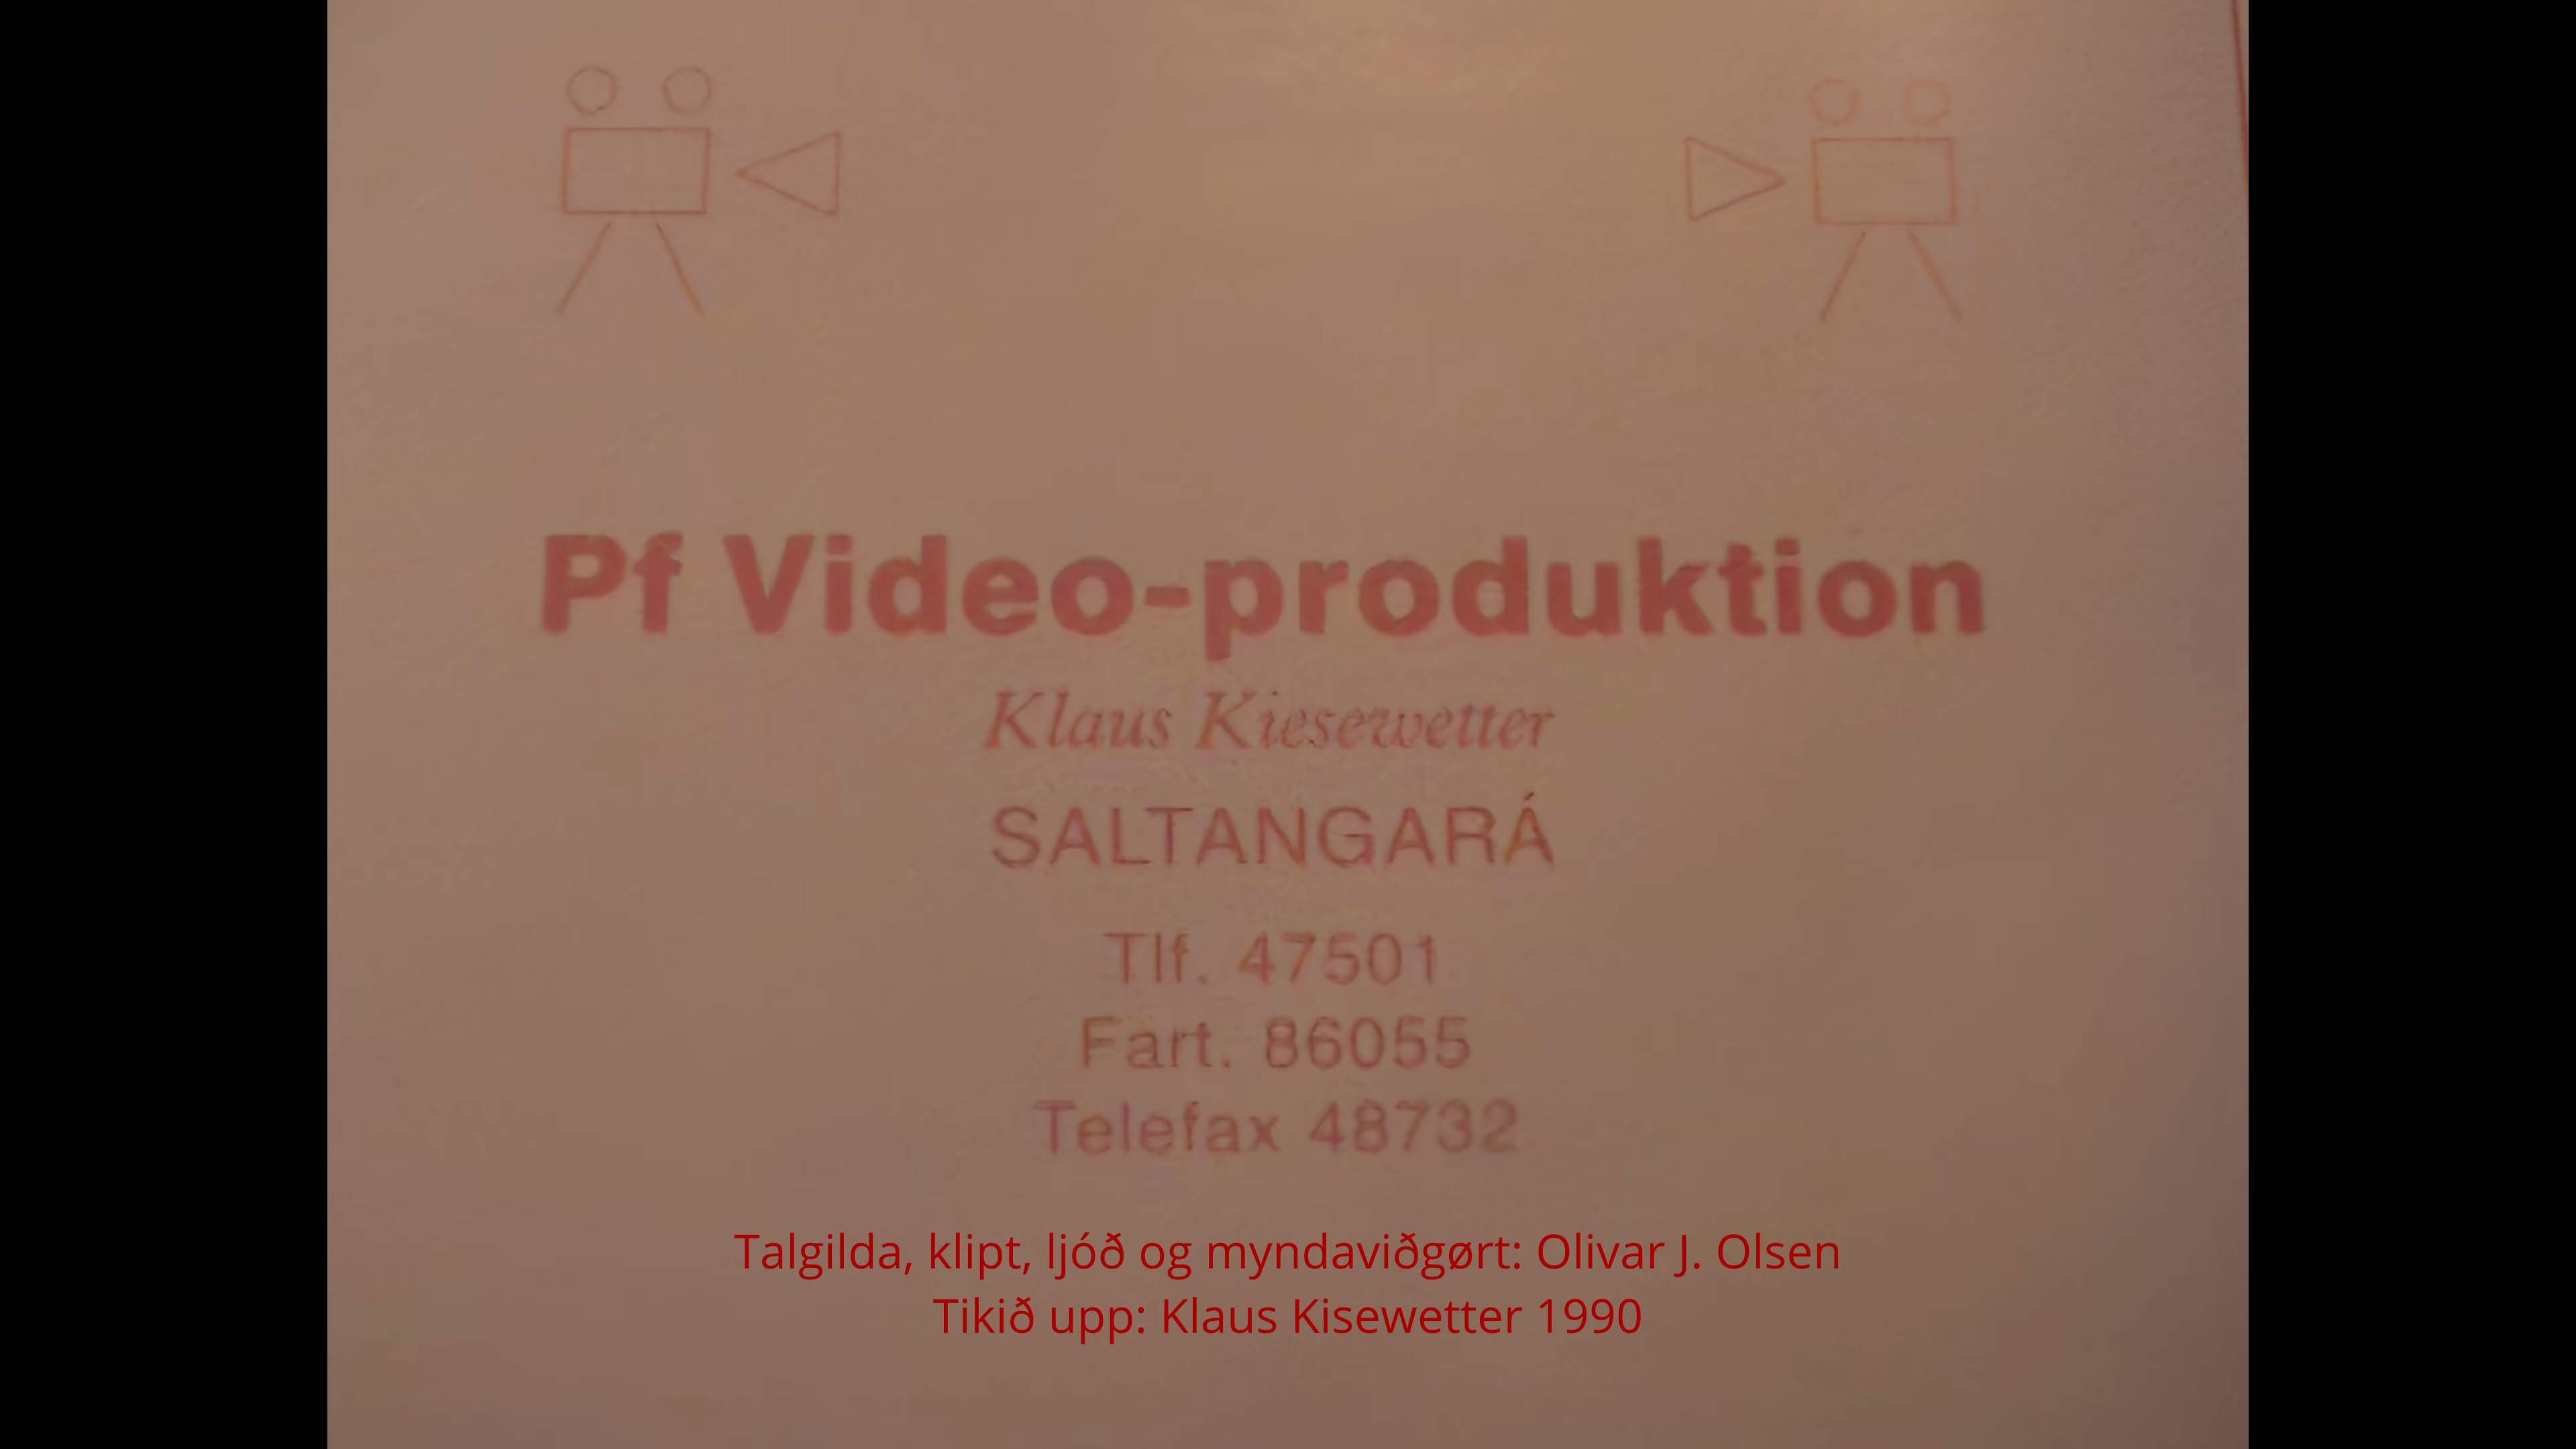 Pf Video-produktion
Klaus Kiesewetter
SALTANGARÁ
Tlf. 47501
Fart. 86055
Telefax 48732
Talgilda, klipt, ljóð og myndaviðgørt: Olivar J. Olsen
Tikið upp: Klaus Kisewetter 1990